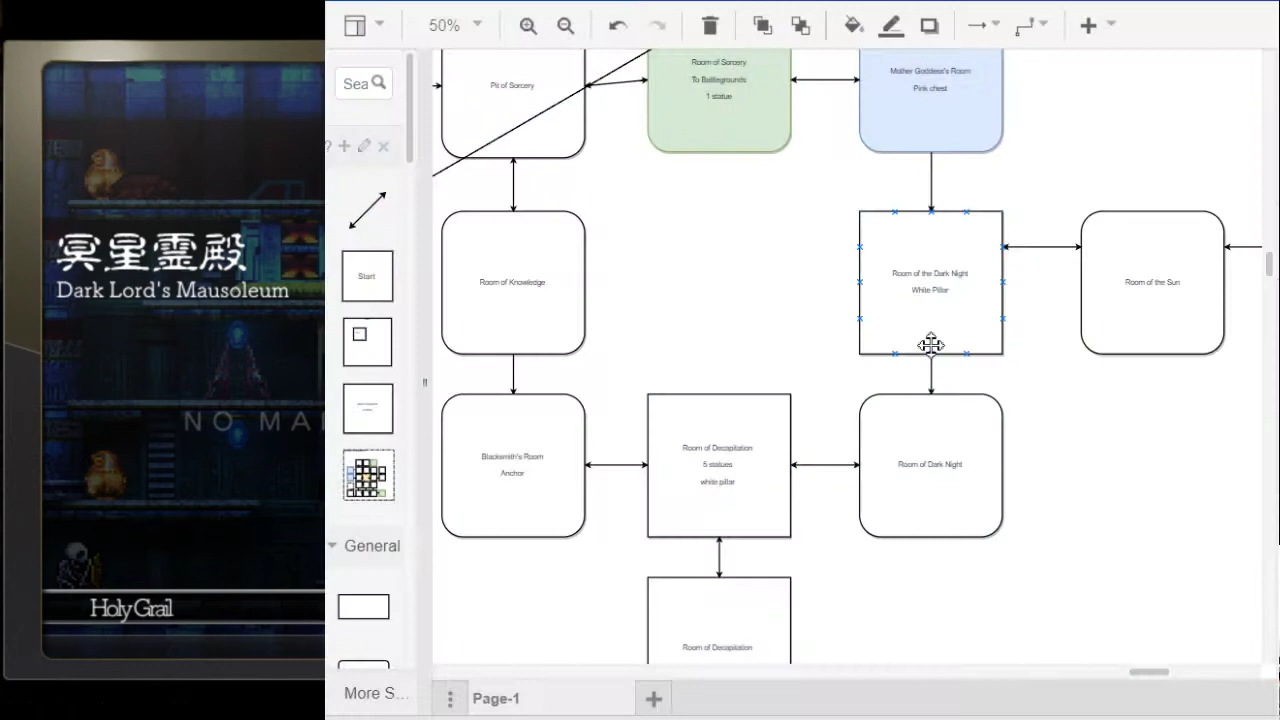 50%
Sea
Pit of Sorcery
Room of Sorcery
To Battlegrounds
1 statue
Mother Goddess's Room
Pink chest
冥星霊殿
Dark Lord's Mausoleum
Start
Room of Knowledge
Room of the Dark Night
White Pillar
Room of the Sun
NO MA
Blacksmith's Room
Anchor
Room of Decapitation
5 statues
white pillar
Room of Dark Night
General
Holy Grail
Room of Decapitation
More S...
Page-1